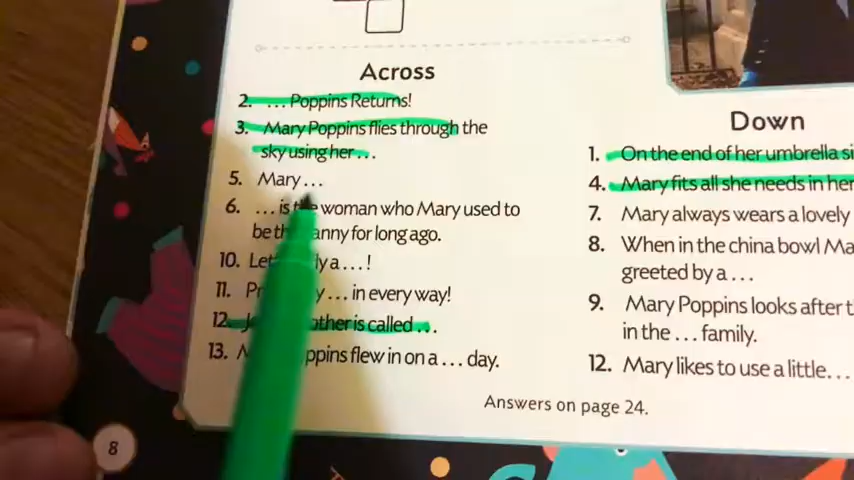 Across
2. ... Poppins Returns!
3. Mary Poppins flies through the
sky using her ...
5. Mary ...
6. ... is the woman who Mary used to
be the nanny for long ago.
10. a ... !
11. ... in every way!
12. is called ...
13. flew in on a ... day.
Down
1. On the end of her umbrella
4. Mary fits all she needs in her
7. Mary always wears a lovely
8. When in the china bowl
greeted by a ...
9. Mary Poppins looks after
in the ... family.
12. Mary likes to use a little ...
Answers on page 24.
8